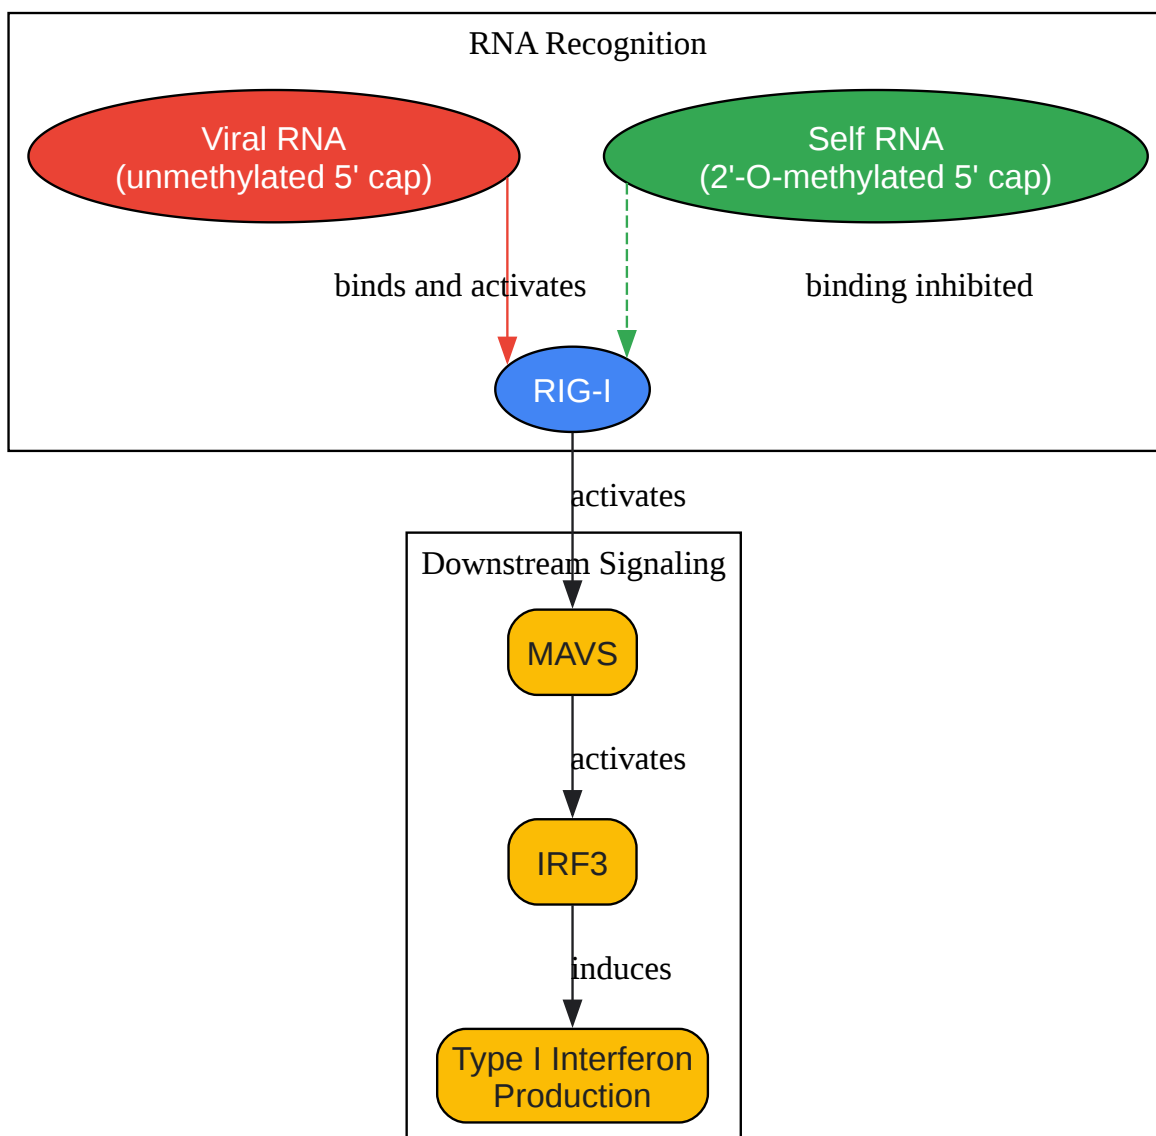 RNA Recognition
Viral RNA
(unmethylated 5' cap)
Self RNA
(2'-O-methylated 5' cap)
binds and activates
binding inhibited
RIG-I
activates
Downstream Signaling
MAVS
activates
IRF3
induces
Type I Interferon
Production